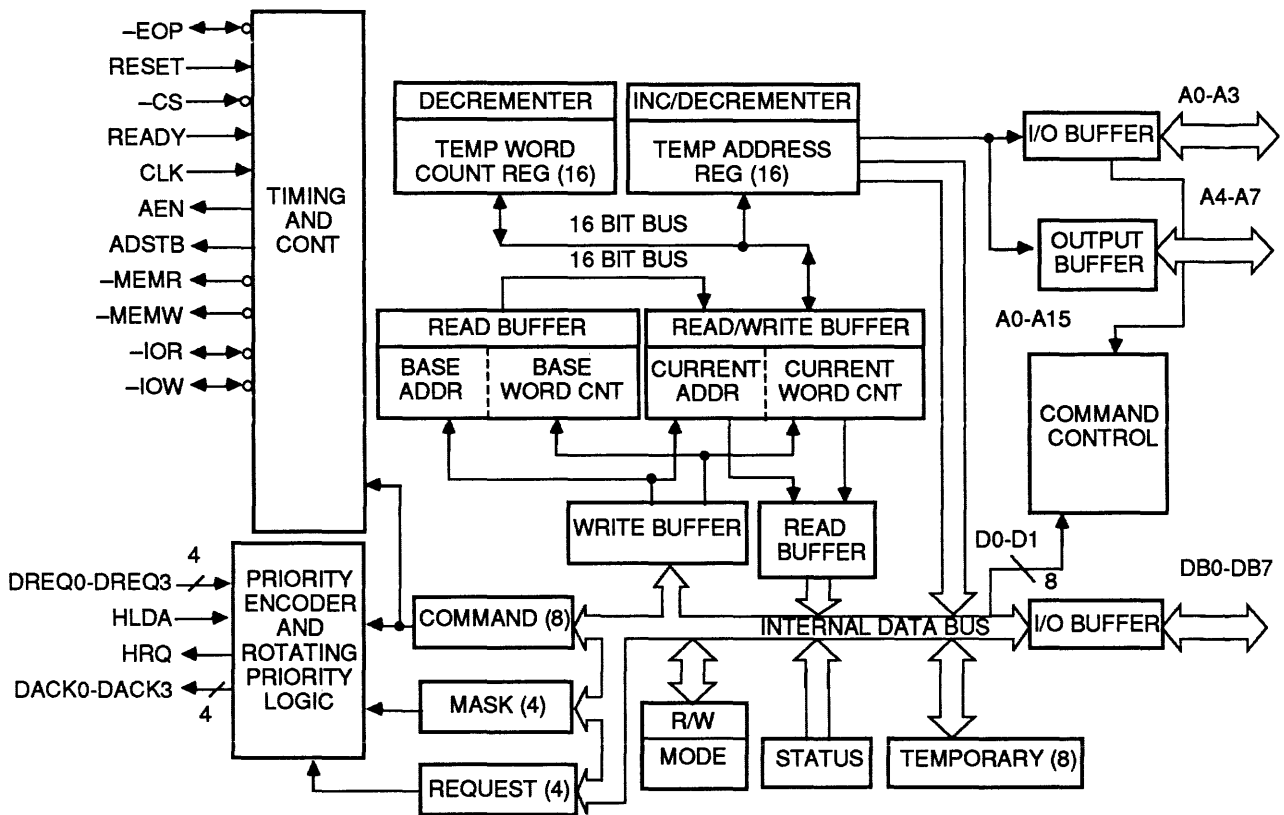 –EOP
RESET
–CS
READY
CLK
AEN
ADSTB
–MEMR
–MEMW
–IOR
–IOW
TIMING
AND
CONT
DECREMENTER
TEMP WORD
COUNT REG (16)
INC/DECREMENTER
TEMP ADDRESS
REG (16)
16 BIT BUS
16 BIT BUS
READ BUFFER
BASE
ADDR
BASE
WORD CNT
READ/WRITE BUFFER
CURRENT
ADDR
CURRENT
WORD CNT
A0-A3
I/O BUFFER
A4-A7
OUTPUT
BUFFER
A0-A15
COMMAND
CONTROL
WRITE BUFFER
READ
BUFFER
D0-D1
8
DB0-DB7
4
DREQ0-DREQ3
HLDA
HRQ
DACK0-DACK3
4
PRIORITY
ENCODER
AND
ROTATING
PRIORITY
LOGIC
COMMAND (8)
INTERNAL DATA BUS
I/O BUFFER
MASK (4)
REQUEST (4)
R/W
MODE
STATUS
TEMPORARY (8)